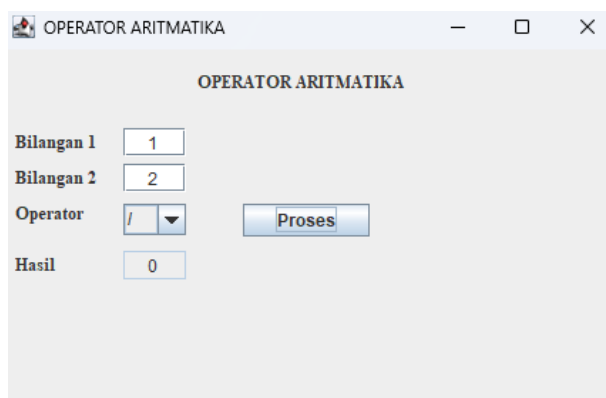 OPERATOR ARITMATIKA
OPERATOR ARITMATIKA
Bilangan 1 1
Bilangan 2 2
Operator / Proses
Hasil 0